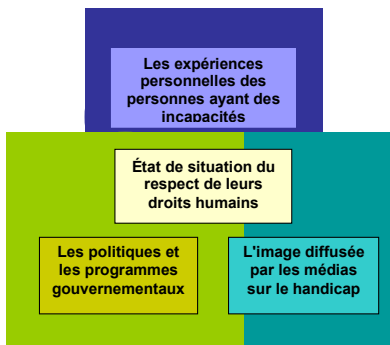 Les expériences
personnelles des
personnes ayant des
incapacités
État de situation du
respect de leurs
droits humains
Les politiques et
les programmes
gouvernementaux
L'image diffusée
par les médias
sur le handicap